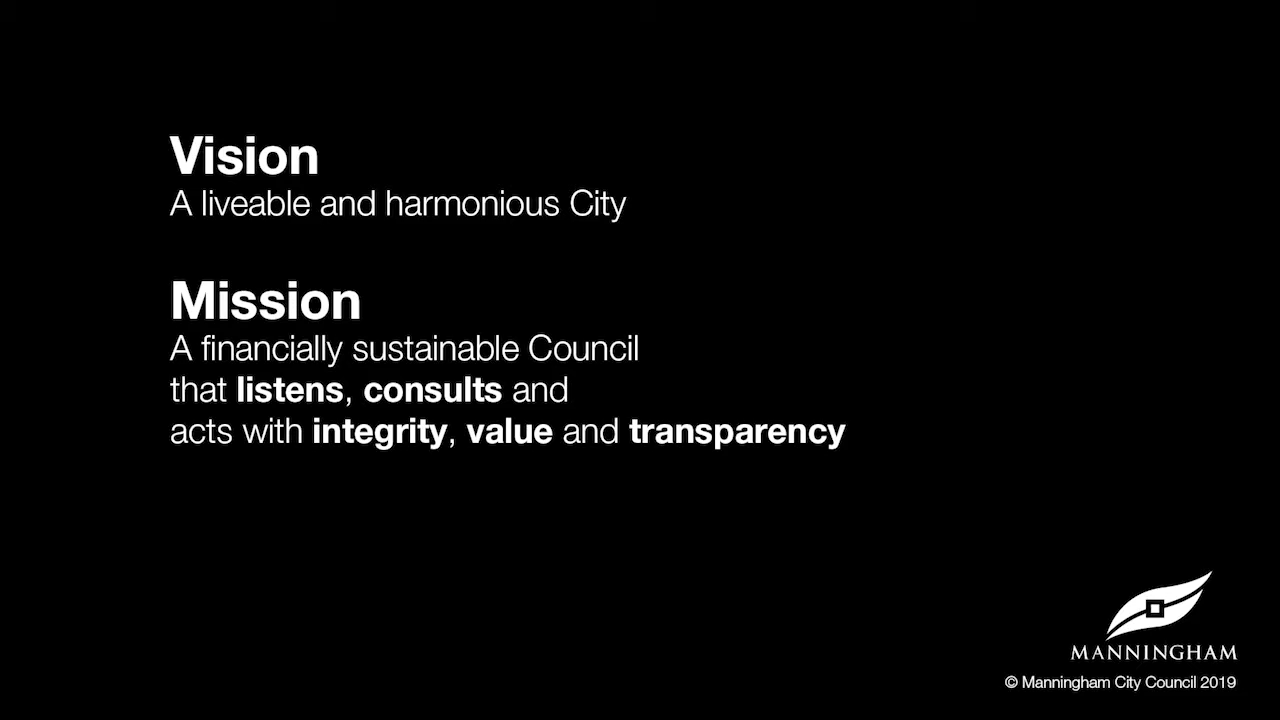 Vision
A liveable and harmonious City
Mission
A financially sustainable Council
that listens, consults and
acts with integrity, value and transparency
MANNINGHAM
© Manningham City Council 2019